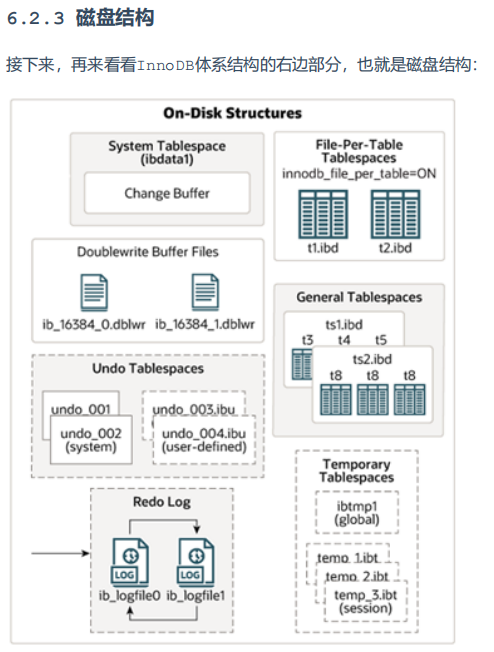 6.2.3 磁盘结构
接下来，再来看看InnoDB体系结构的右边部分，也就是磁盘结构：
On-Disk Structures
System Tablespace
(ibdata1)
Change Buffer
File-Per-Table
Tablespaces
innodb_file_per_table=ON
t1.ibd t2.ibd
Doublewrite Buffer Files
ib_16384_0.dblwr ib_16384_1.dblwr
General Tablespaces
ts1.ibd
t3 t4 t5
ts2.ibd
t8 t8 t8
Undo Tablespaces
undo_001
undo_002
(system)
undo_003.ibu
undo_004.ibu
(user-defined)
Temporary
Tablespaces
ibtmp1
(global)
temp_1.ibt
temp_2.ibt
temp_3.ibt
(session)
Redo Log
LOG LOG
ib_logfile0 ib_logfile1